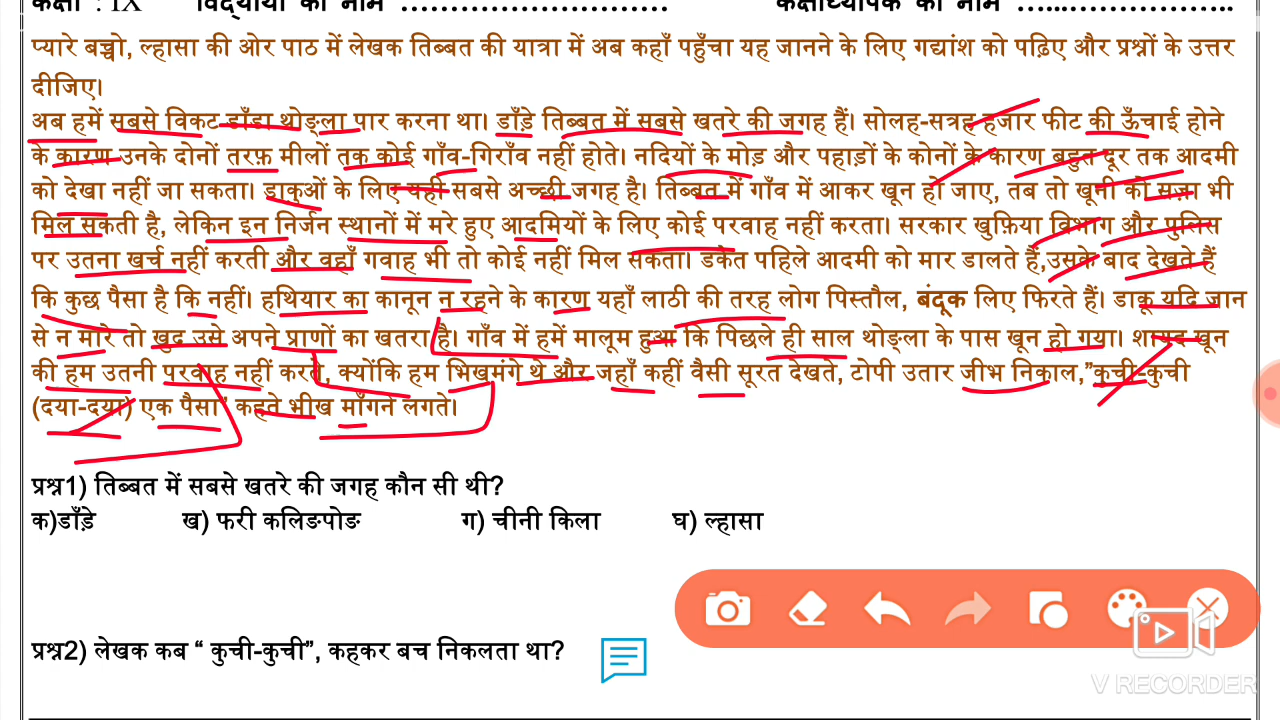 कक्षा : IX विद्यार्थी का नाम ………………………… कक्षाध्यापक का नाम …...……………..
प्यारे बच्चो, ल्हासा की ओर पाठ में लेखक तिब्बत की यात्रा में अब कहाँ पहुँचा यह जानने के लिए गद्यांश को पढ़िए और प्रश्नों के उत्तर
दीजिए।
अब हमें सबसे विकट डाँडा थोङ्ला पार करना था। डाँड़े तिब्बत में सबसे खतरे की जगह हैं। सोलह-सत्रह हजार फीट की ऊँचाई होने
के कारण उनके दोनों तरफ़ मीलों तक कोई गाँव-गिराँव नहीं होते। नदियों के मोड़ और पहाड़ों के कोनों के कारण बहुत दूर तक आदमी
को देखा नहीं जा सकता। डाकुओं के लिए यही सबसे अच्छी जगह है। तिब्बत में गाँव में आकर खून हो जाए, तब तो खूनी को सज़ा भी
मिल सकती है, लेकिन इन निर्जन स्थानों में मरे हुए आदमियों के लिए कोई परवाह नहीं करता। सरकार खुफ़िया विभाग और पुलिस
पर उतना खर्च नहीं करती और वहाँ गवाह भी तो कोई नहीं मिल सकता। डकैत पहिले आदमी को मार डालते हैं,उसके बाद देखते हैं
कि कुछ पैसा है कि नहीं। हथियार का कानून न रहने के कारण यहाँ लाठी की तरह लोग पिस्तौल, बंदूक लिए फिरते हैं। डाकू यदि जान
से न मारे तो खुद उसे अपने प्राणों का खतरा है। गाँव में हमें मालूम हुआ कि पिछले ही साल थोङ्ला के पास खून हो गया। शायद खून
की हम उतनी परवाह नहीं करते, क्योंकि हम भिखमंगे थे और जहाँ कहीं वैसी सूरत देखते, टोपी उतार जीभ निकाल,"कुची-कुची
(दया-दया) एक पैसा" कहते भीख माँगने लगते।
प्रश्न1) तिब्बत में सबसे खतरे की जगह कौन सी थी?
क)डाँड़े ख) फरी कलिङपोङ ग) चीनी किला घ) ल्हासा
प्रश्न2) लेखक कब “ कुची-कुची”, कहकर बच निकलता था?
V RECORDER